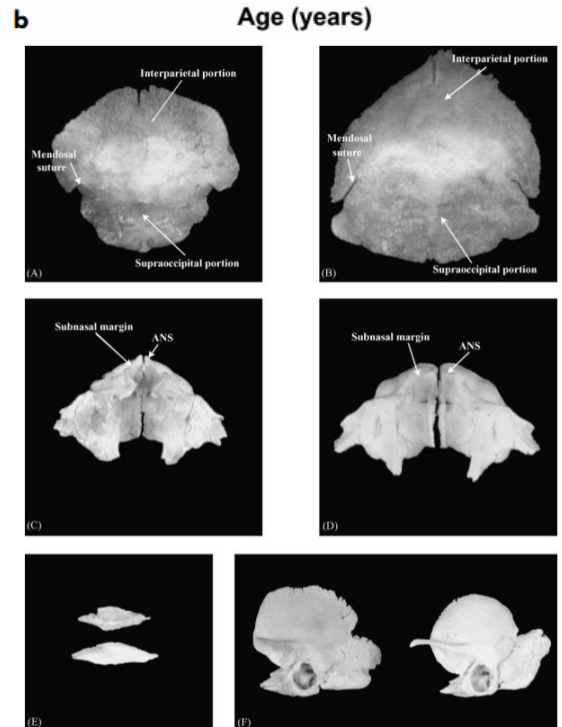 b
Age (years)
Interparietal portion
Mendosal
suture
Supraoccipital portion
(A)
Interparietal portion
Mendosal
suture
Supraoccipital portion
(B)
Subnasal margin
ANS
(C)
Subnasal margin
ANS
(D)
(E)
(F)